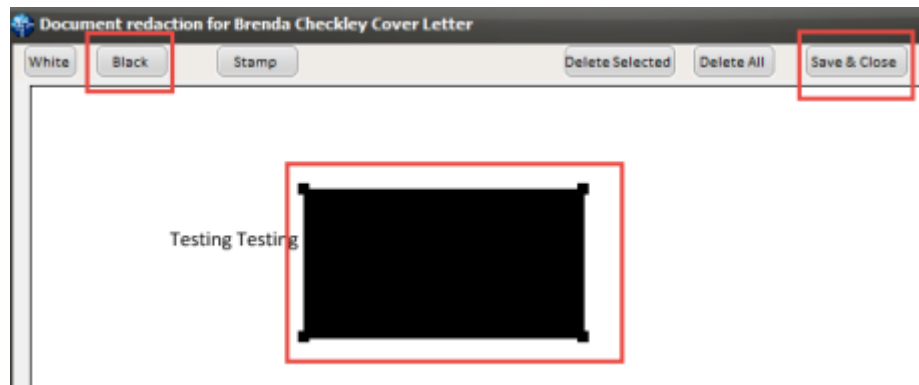 Document redaction for Brenda Checkley Cover Letter
White Black Stamp Delete Selected Delete All Save & Close
Testing Testing